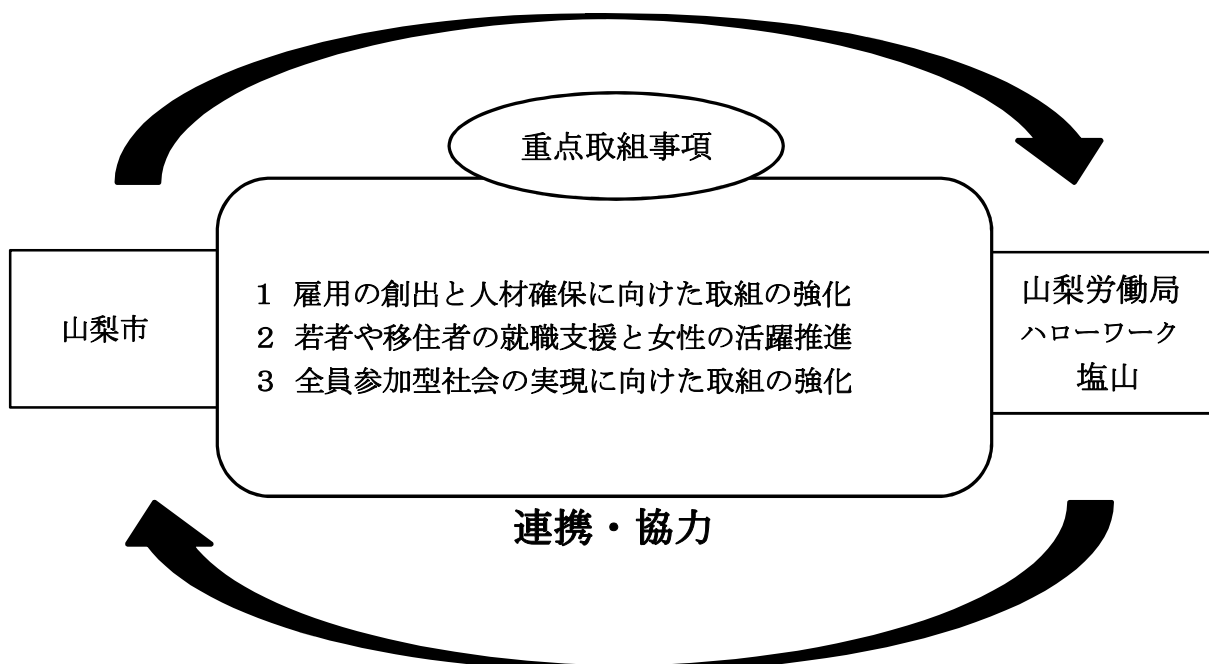 重点取組事項
山梨市
1 雇用の創出と人材確保に向けた取組の強化
2 若者や移住者の就職支援と女性の活躍推進
3 全員参加型社会の実現に向けた取組の強化
山梨労働局
ハローワーク
塩山
連携・協力